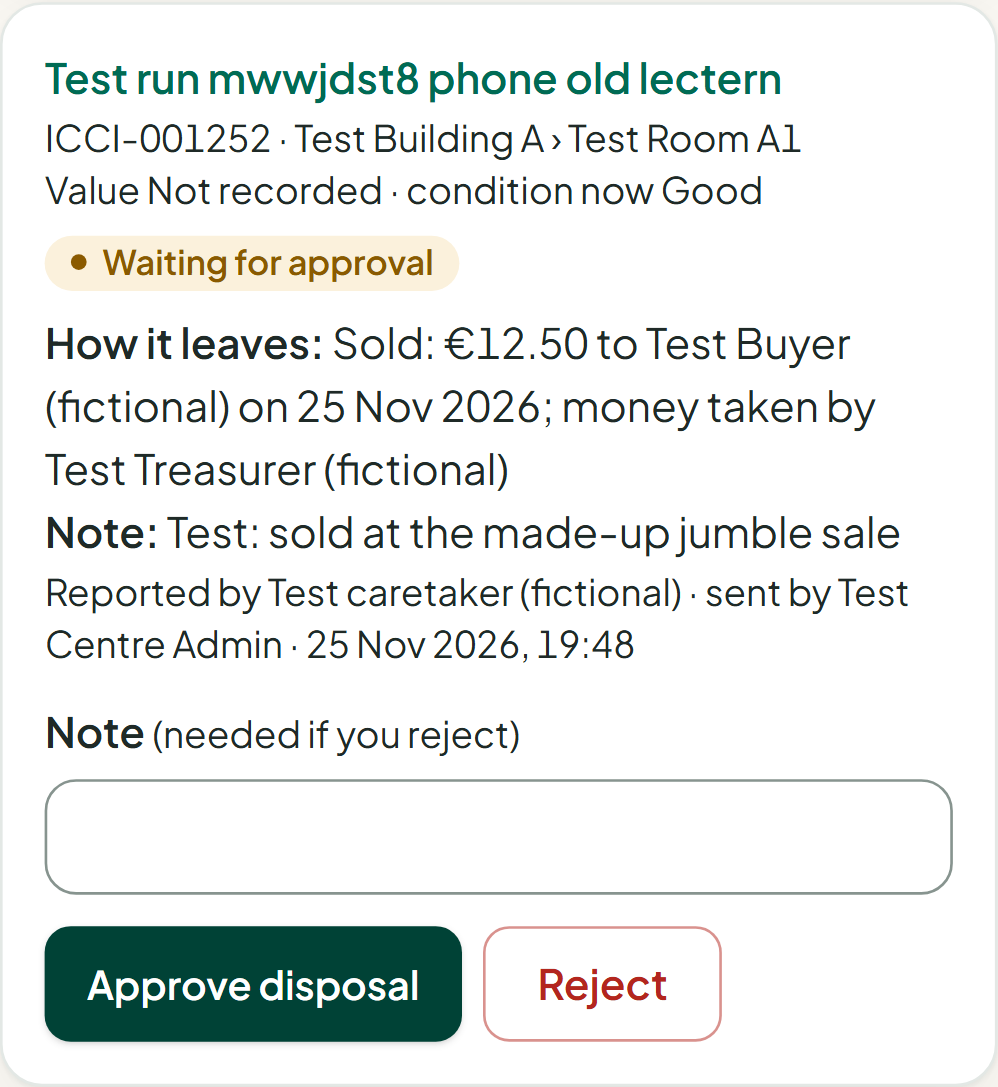 Test run mwwjdst8 phone old lectern
ICCI-001252 · Test Building A › Test Room A1
Value Not recorded · condition now Good
Waiting for approval
How it leaves: Sold: €12.50 to Test Buyer
(fictional) on 25 Nov 2026; money taken by
Test Treasurer (fictional)
Note: Test: sold at the made-up jumble sale
Reported by Test caretaker (fictional) · sent by Test
Centre Admin · 25 Nov 2026, 19:48
Note (needed if you reject)
Approve disposal
Reject